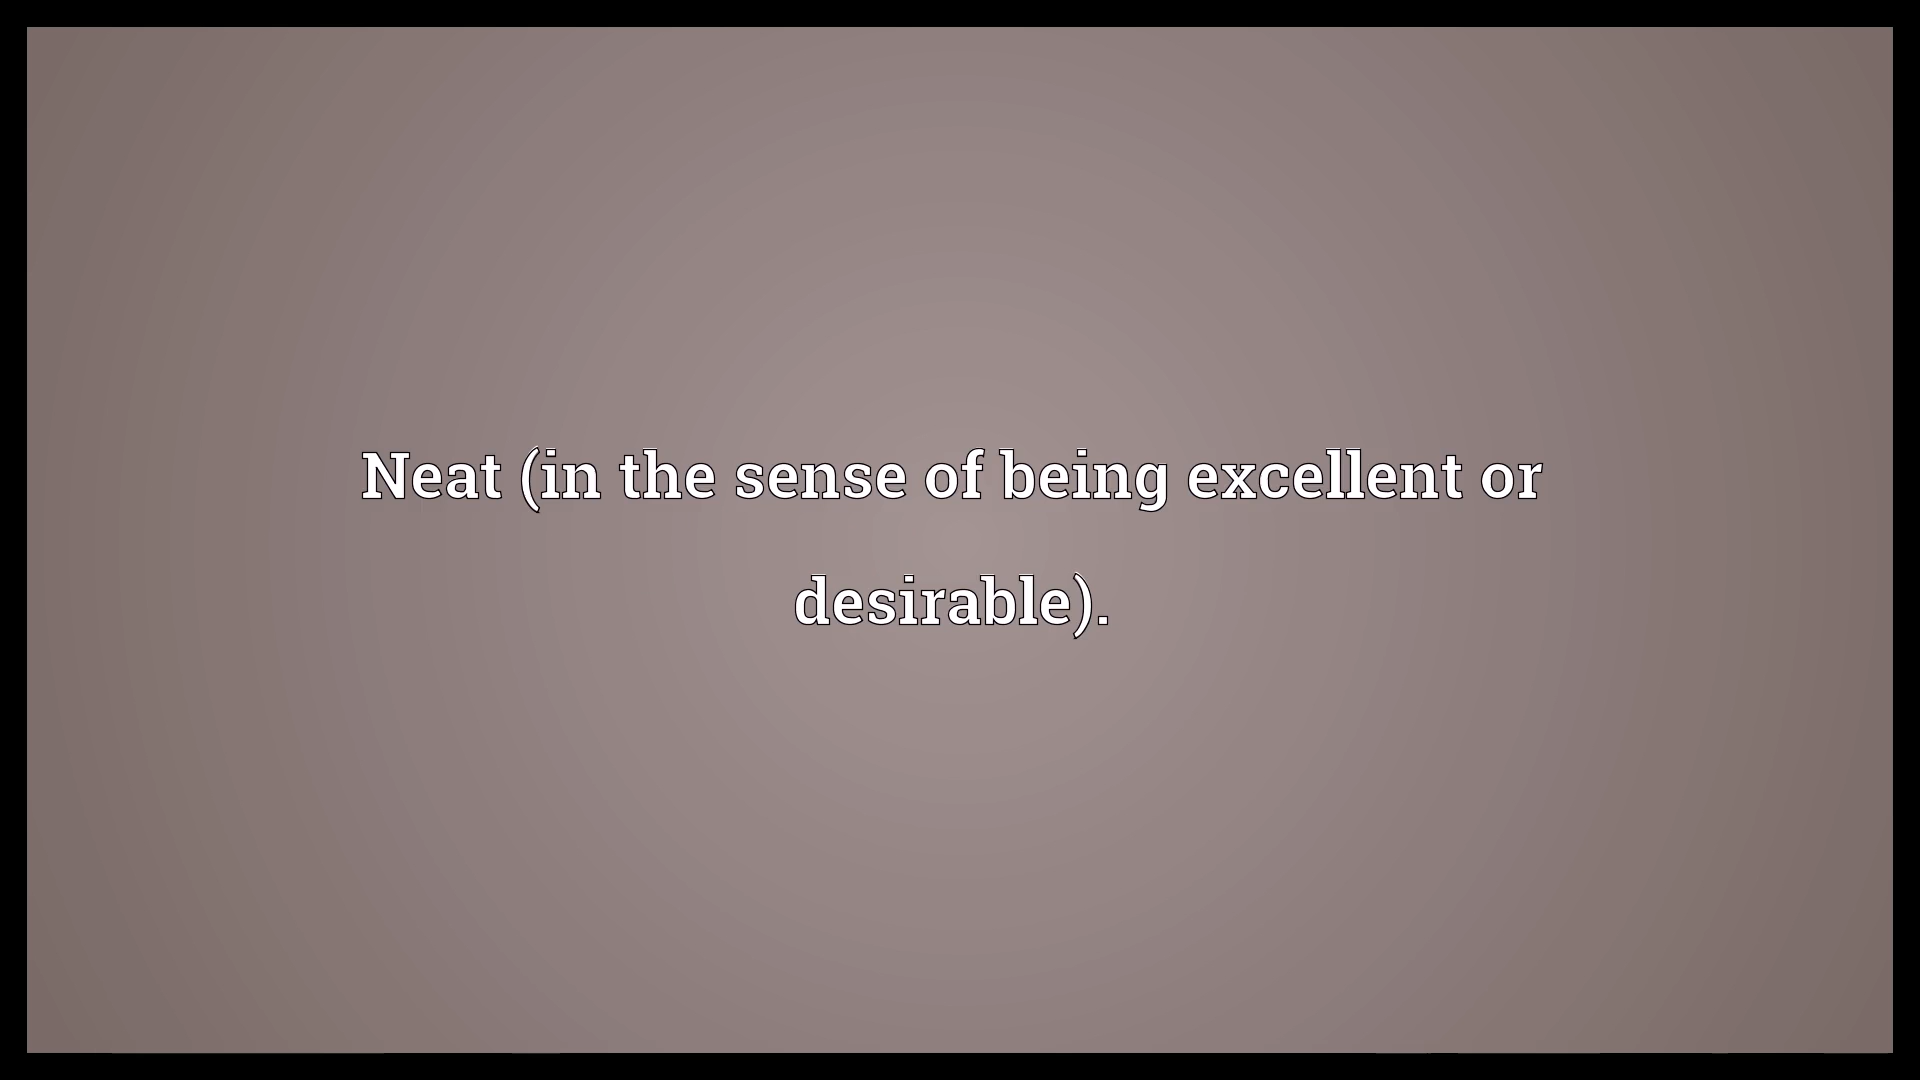 Neat (in the sense of being excellent or
desirable).